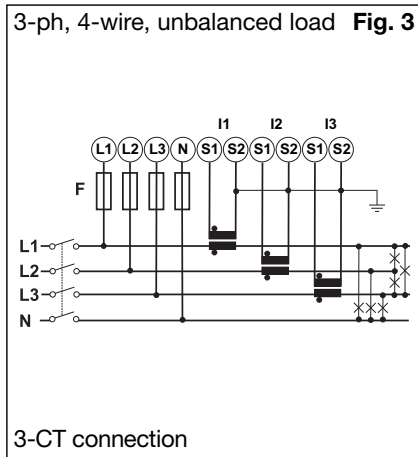 3-ph, 4-wire, unbalanced load Fig. 3
I1 I2 I3
L1 L2 L3 N S1 S2 S1 S2 S1 S2
F
L1
L2
L3
N
3-CT connection